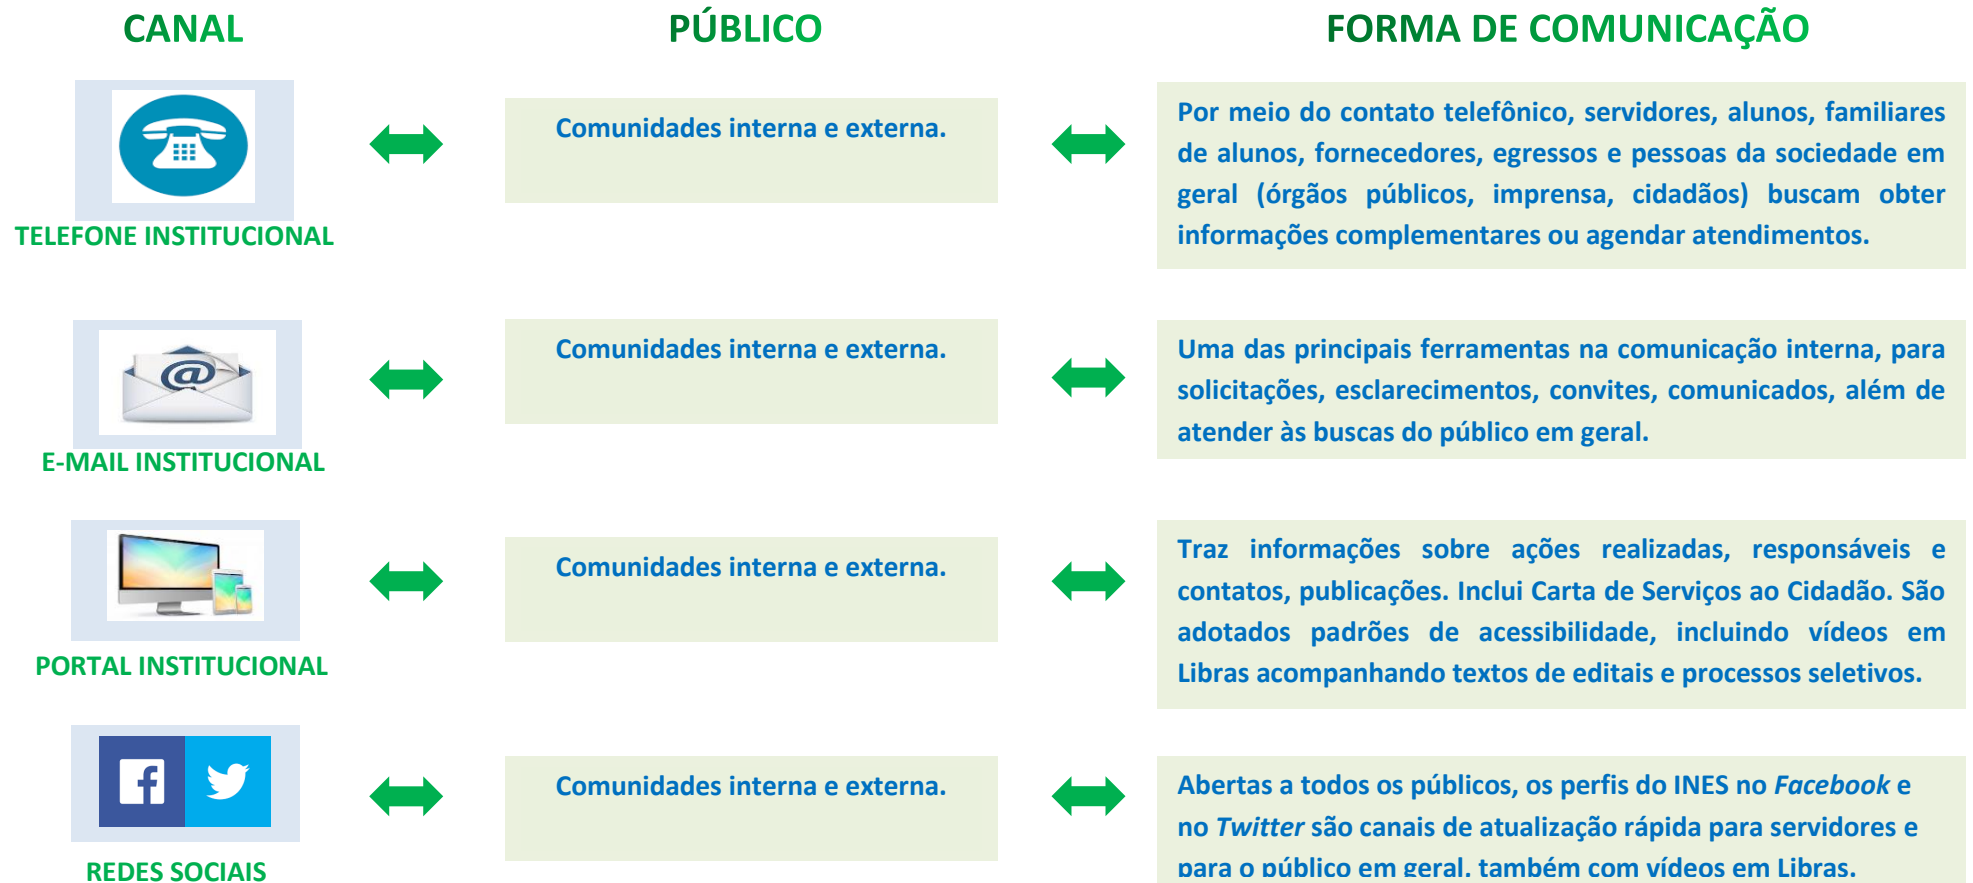 CANAL
PÚBLICO
FORMA DE COMUNICAÇÃO
TELEFONE INSTITUCIONAL
Comunidades interna e externa.
Por meio do contato telefônico, servidores, alunos, familiares
de alunos, fornecedores, egressos e pessoas da sociedade em
geral (órgãos públicos, imprensa, cidadãos) buscam obter
informações complementares ou agendar atendimentos.
@
E-MAIL INSTITUCIONAL
Comunidades interna e externa.
Uma das principais ferramentas na comunicação interna, para
solicitações, esclarecimentos, convites, comunicados, além de
atender às buscas do público em geral.
PORTAL INSTITUCIONAL
Comunidades interna e externa.
Traz informações sobre ações realizadas, responsáveis e
contatos, publicações. Inclui Carta de Serviços ao Cidadão. São
adotados padrões de acessibilidade, incluindo vídeos em
Libras acompanhando textos de editais e processos seletivos.
f
REDES SOCIAIS
Comunidades interna e externa.
Abertas a todos os públicos, os perfis do INES no Facebook e
no Twitter são canais de atualização rápida para servidores e
para o público em geral, também com vídeos em Libras.